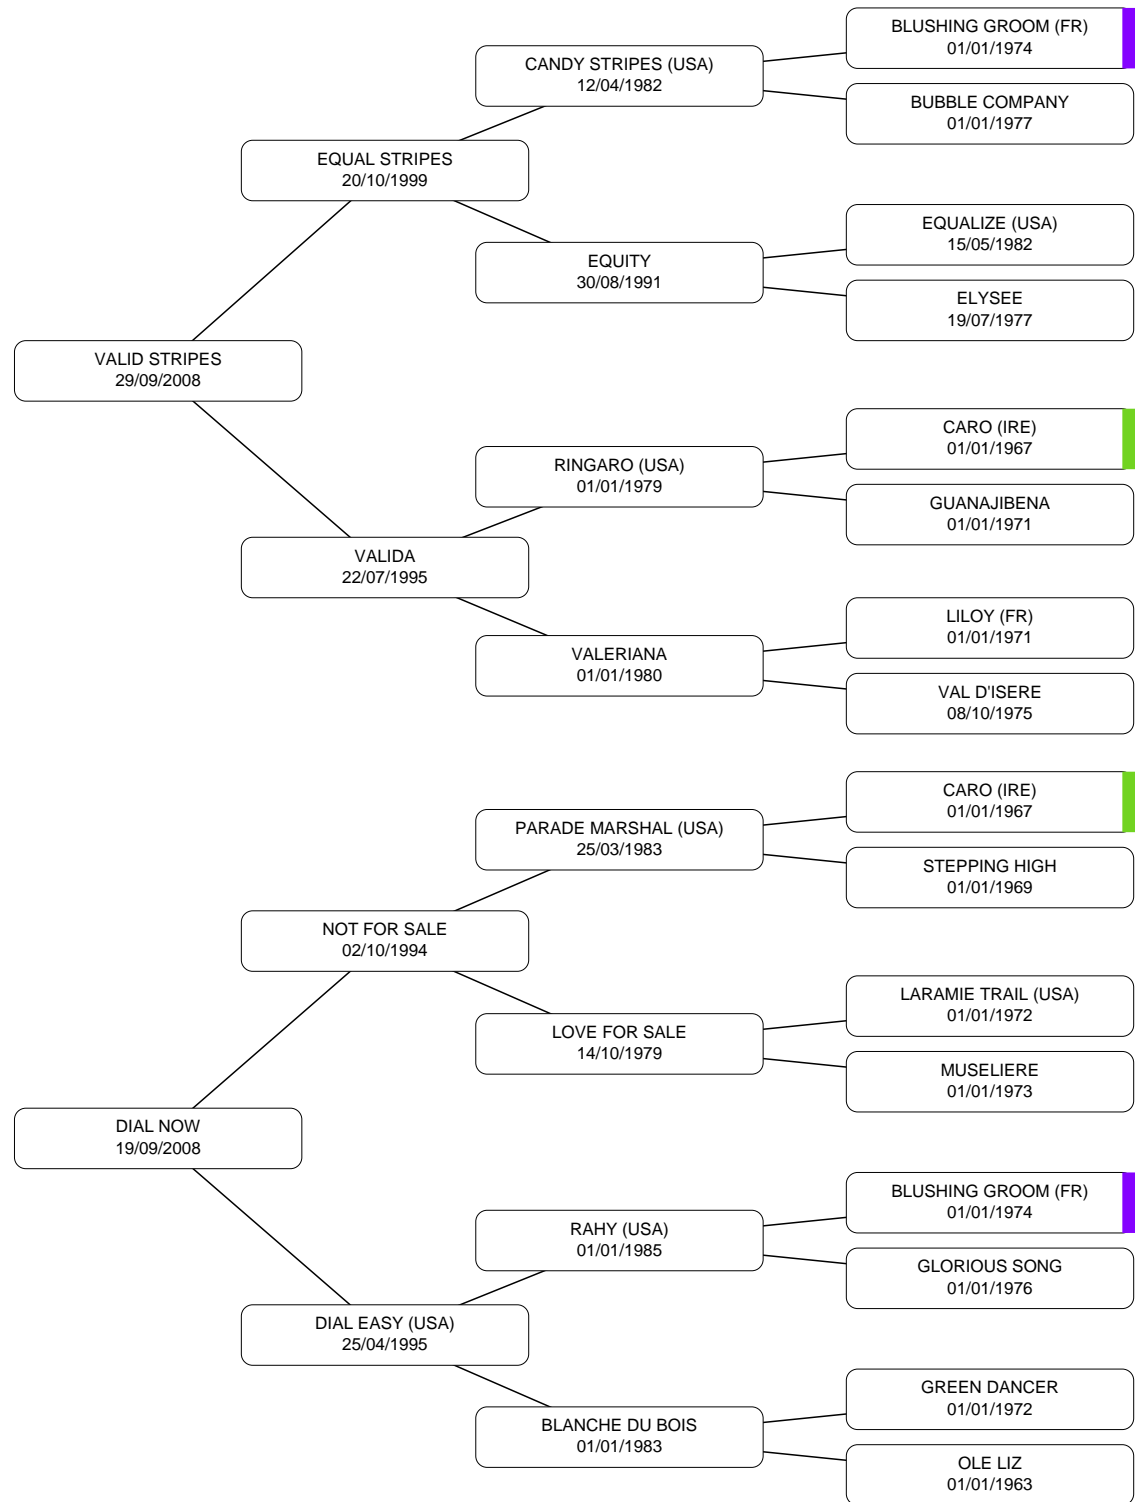 BLUSHING GROOM (FR)
01/01/1974
CANDY STRIPES (USA)
12/04/1982
BUBBLE COMPANY
01/01/1977
EQUAL STRIPES
20/10/1999
EQUALIZE (USA)
15/05/1982
EQUITY
30/08/1991
ELYSEE
19/07/1977
VALID STRIPES
29/09/2008
CARO (IRE)
01/01/1967
RINGARO (USA)
01/01/1979
GUANAJIBENA
01/01/1971
VALIDA
22/07/1995
LILOY (FR)
01/01/1971
VALERIANA
01/01/1980
VAL D'ISERE
08/10/1975
CARO (IRE)
01/01/1967
PARADE MARSHAL (USA)
25/03/1983
STEPPING HIGH
01/01/1969
NOT FOR SALE
02/10/1994
LARAMIE TRAIL (USA)
01/01/1972
LOVE FOR SALE
14/10/1979
MUSELIERE
01/01/1973
DIAL NOW
19/09/2008
BLUSHING GROOM (FR)
01/01/1974
RAHY (USA)
01/01/1985
GLORIOUS SONG
01/01/1976
DIAL EASY (USA)
25/04/1995
GREEN DANCER
01/01/1972
BLANCHE DU BOIS
01/01/1983
OLE LIZ
01/01/1963